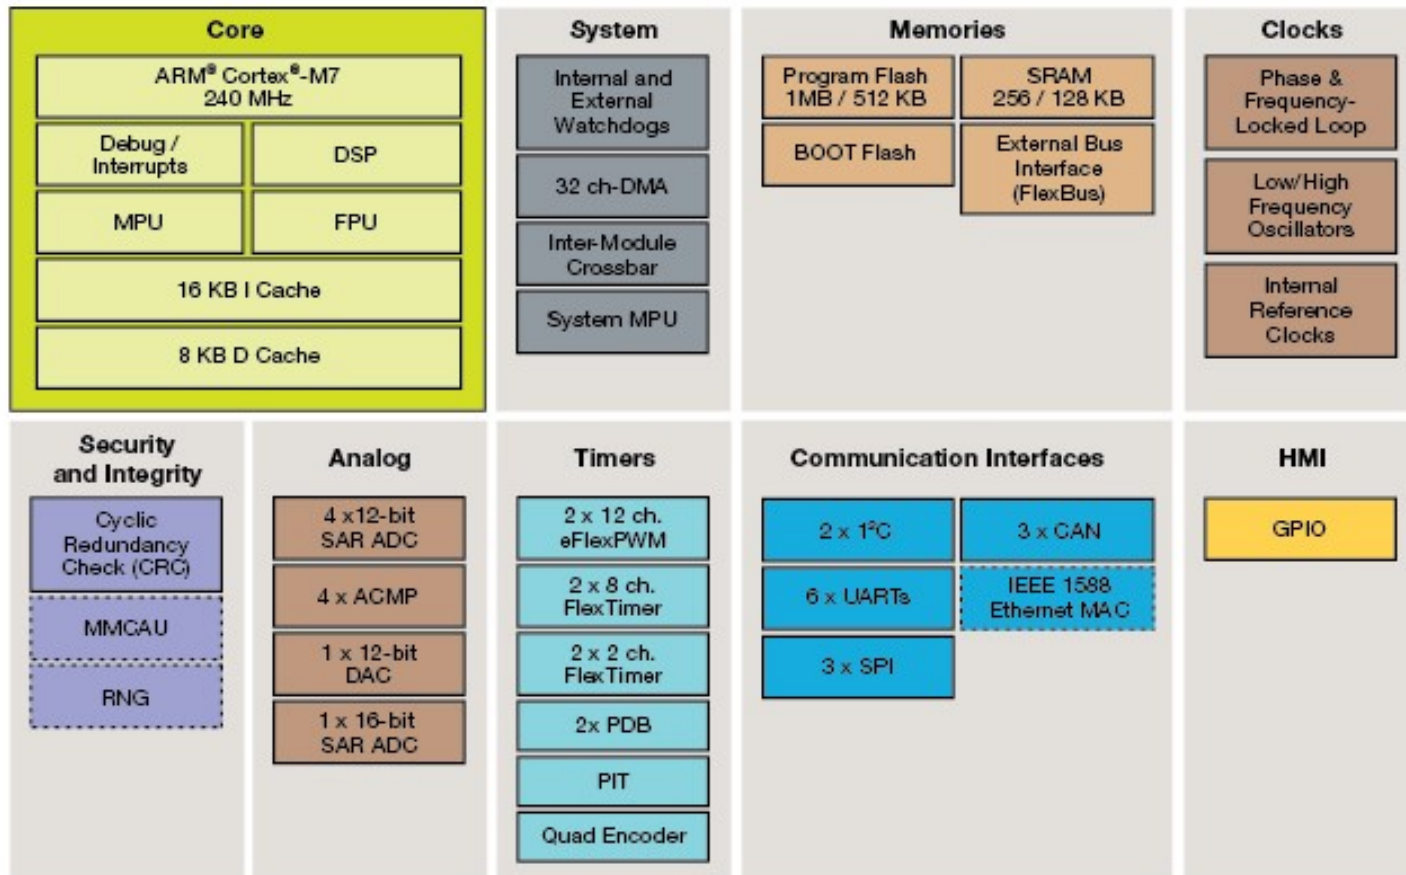 Core
ARM® Cortex®-M7
240 MHz
Debug /
Interrupts
DSP
MPU
FPU
16 KB I Cache
8 KB D Cache
System
Internal and
External
Watchdogs
32 ch-DMA
Inter-Module
Crossbar
System MPU
Memories
Program Flash
1MB / 512 KB
SRAM
256 / 128 KB
BOOT Flash
External Bus
Interface
(FlexBus)
Clocks
Phase &
Frequency-
Locked Loop
Low/High
Frequency
Oscillators
Internal
Reference
Clocks
Security
and Integrity
Cyclic
Redundancy
Check (CRC)
MMCAU
RNG
Analog
4 x12-bit
SAR ADC
4 x ACMP
1 x 12-bit
DAC
1 x 16-bit
SAR ADC
Timers
2 x 12 ch.
eFlexPWM
2 x 8 ch.
FlexTimer
2 x 2 ch.
FlexTimer
2x PDB
PIT
Quad Encoder
Communication Interfaces
2 x 1²C
3 x CAN
6 x UARTs
IEEE 1588
Ethernet MAC
3 x SPI
HMI
GPIO